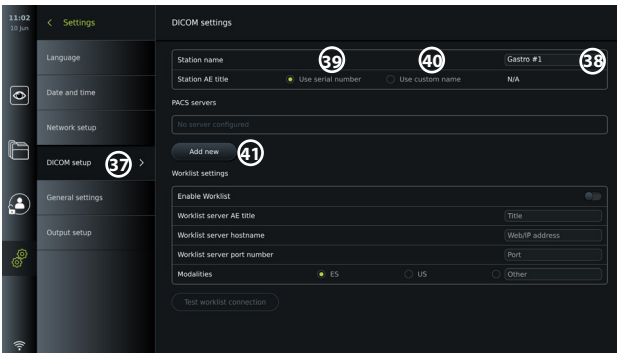 11:02
10 Jun
Settings
DICOM settings
Language
Date and time
Network setup
DICOM setup
37
General settings
Output setup
Station name
39
40
Gastro #1
38
Station AE title
Use serial number
Use custom name
N/A
PACS servers
No server configured
Add new
41
Worklist settings
Enable Worklist
Worklist server AE title
Title
Worklist server hostname
Web/IP address
Worklist server port number
Port
Modalities
ES
US
Other
Test worklist connection